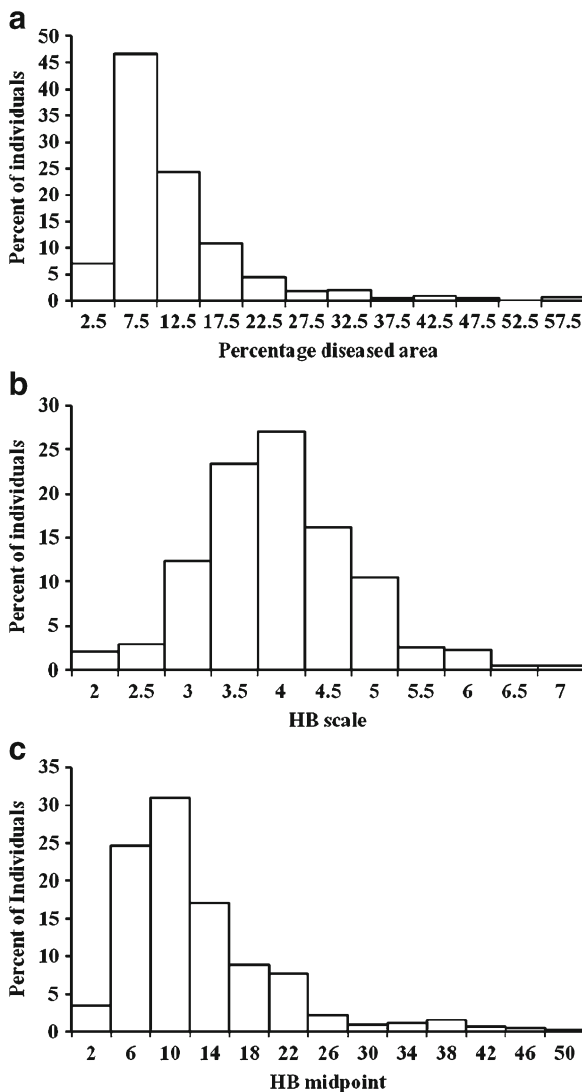 a
50
45
40
35
30
25
20
15
10
5
0
Percent of individuals
2.5 7.5 12.5 17.5 22.5 27.5 32.5 37.5 42.5 47.5 52.5 57.5
Percentage diseased area
b
30
25
20
15
10
5
0
Percent of individuals
2 2.5 3 3.5 4 4.5 5 5.5 6 6.5 7
HB scale
c
35
30
25
20
15
10
5
0
Percent of Individuals
2 6 10 14 18 22 26 30 34 38 42 46 50
HB midpoint